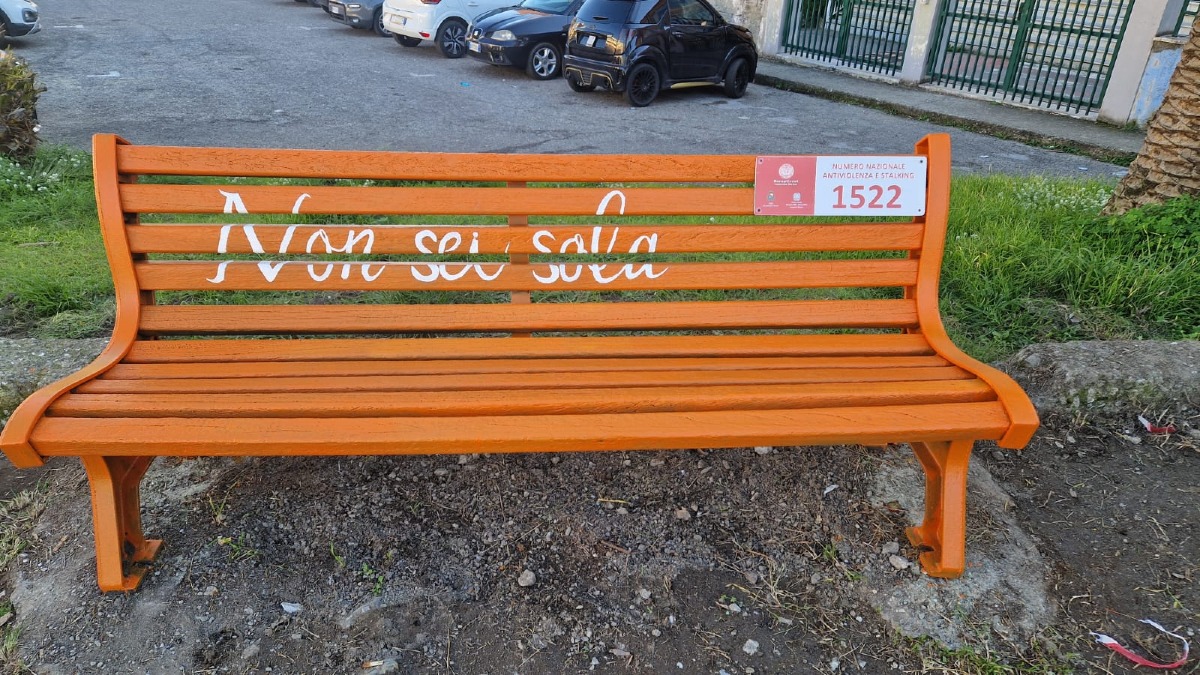 Non sei sola
NUMERO NAZIONALE
ANTIVIOLENZA E STALKING
1522